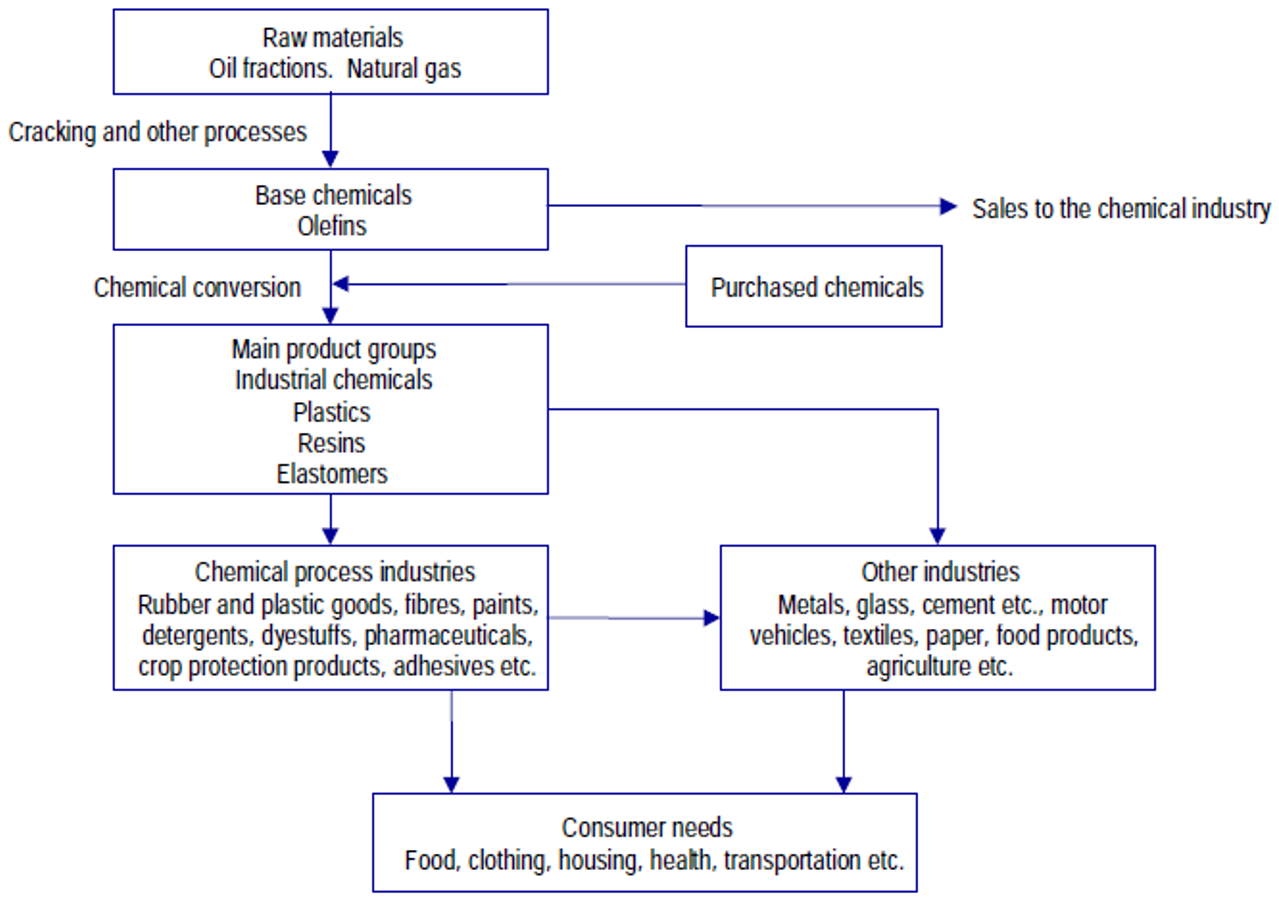 Raw materials
Oil fractions. Natural gas
Cracking and other processes
Base chemicals
Olefins
Sales to the chemical industry
Chemical conversion
Purchased chemicals
Main product groups
Industrial chemicals
Plastics
Resins
Elastomers
Chemical process industries
Rubber and plastic goods, fibres, paints,
detergents, dyestuffs, pharmaceuticals,
crop protection products, adhesives etc.
Other industries
Metals, glass, cement etc., motor
vehicles, textiles, paper, food products,
agriculture etc.
Consumer needs
Food, clothing, housing, health, transportation etc.